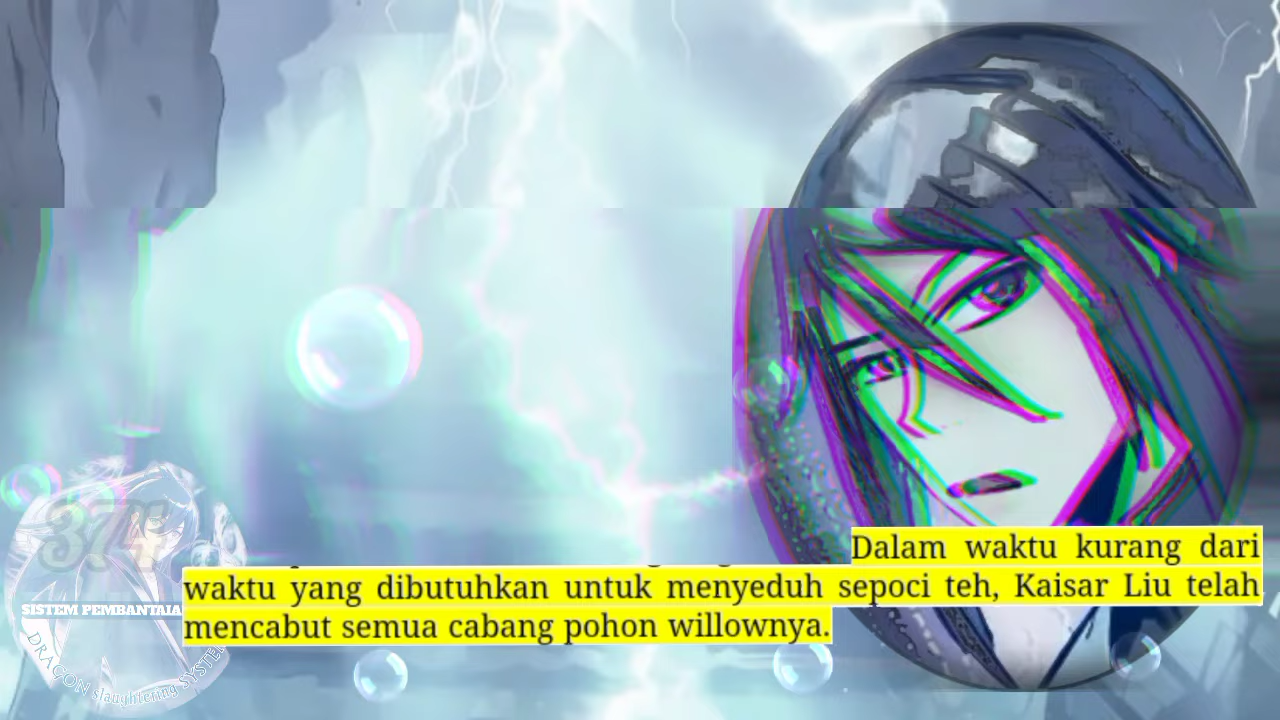 Dalam waktu kurang dari
waktu yang dibutuhkan untuk menyeduh sepoci teh, Kaisar Liu telah
mencabut semua cabang pohon willownya.
SISTEM PEMBANTAIA
DRAGON slaughtering SYSTE